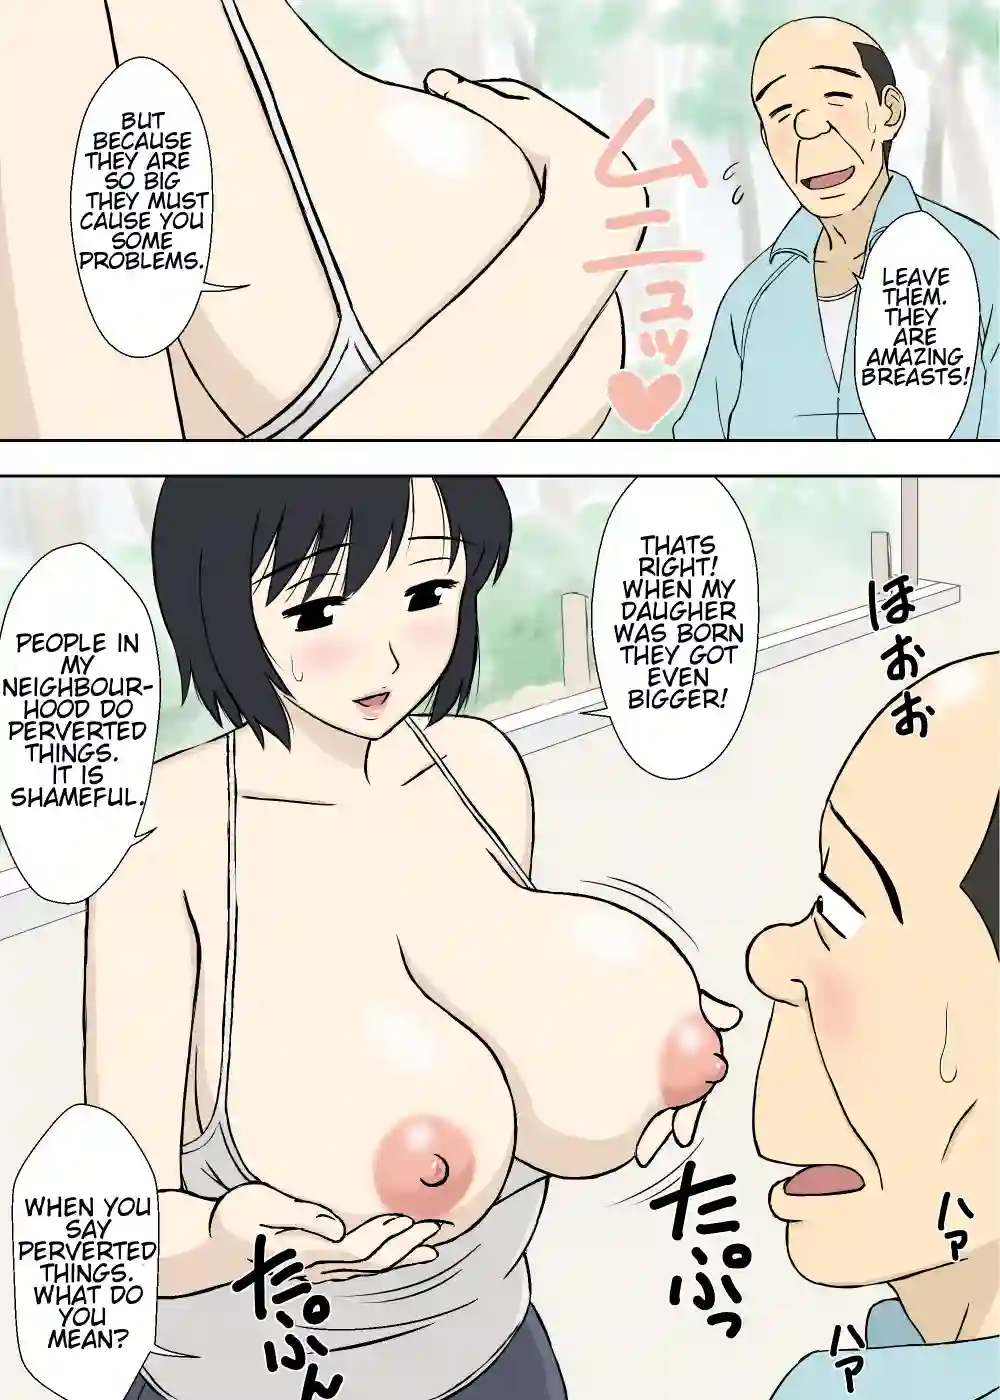 BUT
BECAUSE
THEY ARE
SO BIG
THEY MUST
CAUSE YOU
SOME
PROBLEMS.
ムニュッ♥
LEAVE
THEM.
THEY
ARE
AMAZING
BREASTS!
THATS
RIGHT!
WHEN MY
DAUGHER
WAS BORN
THEY GOT
EVEN
BIGGER!
ほおお
PEOPLE IN
MY
NEIGHBOUR-
HOOD DO
PERVERTED
THINGS.
IT IS
SHAMEFUL.
WHEN YOU
SAY
PERVERTED
THINGS.
WHAT DO
YOU
MEAN?
たぷっ
たぷん
ハァ
ハァ